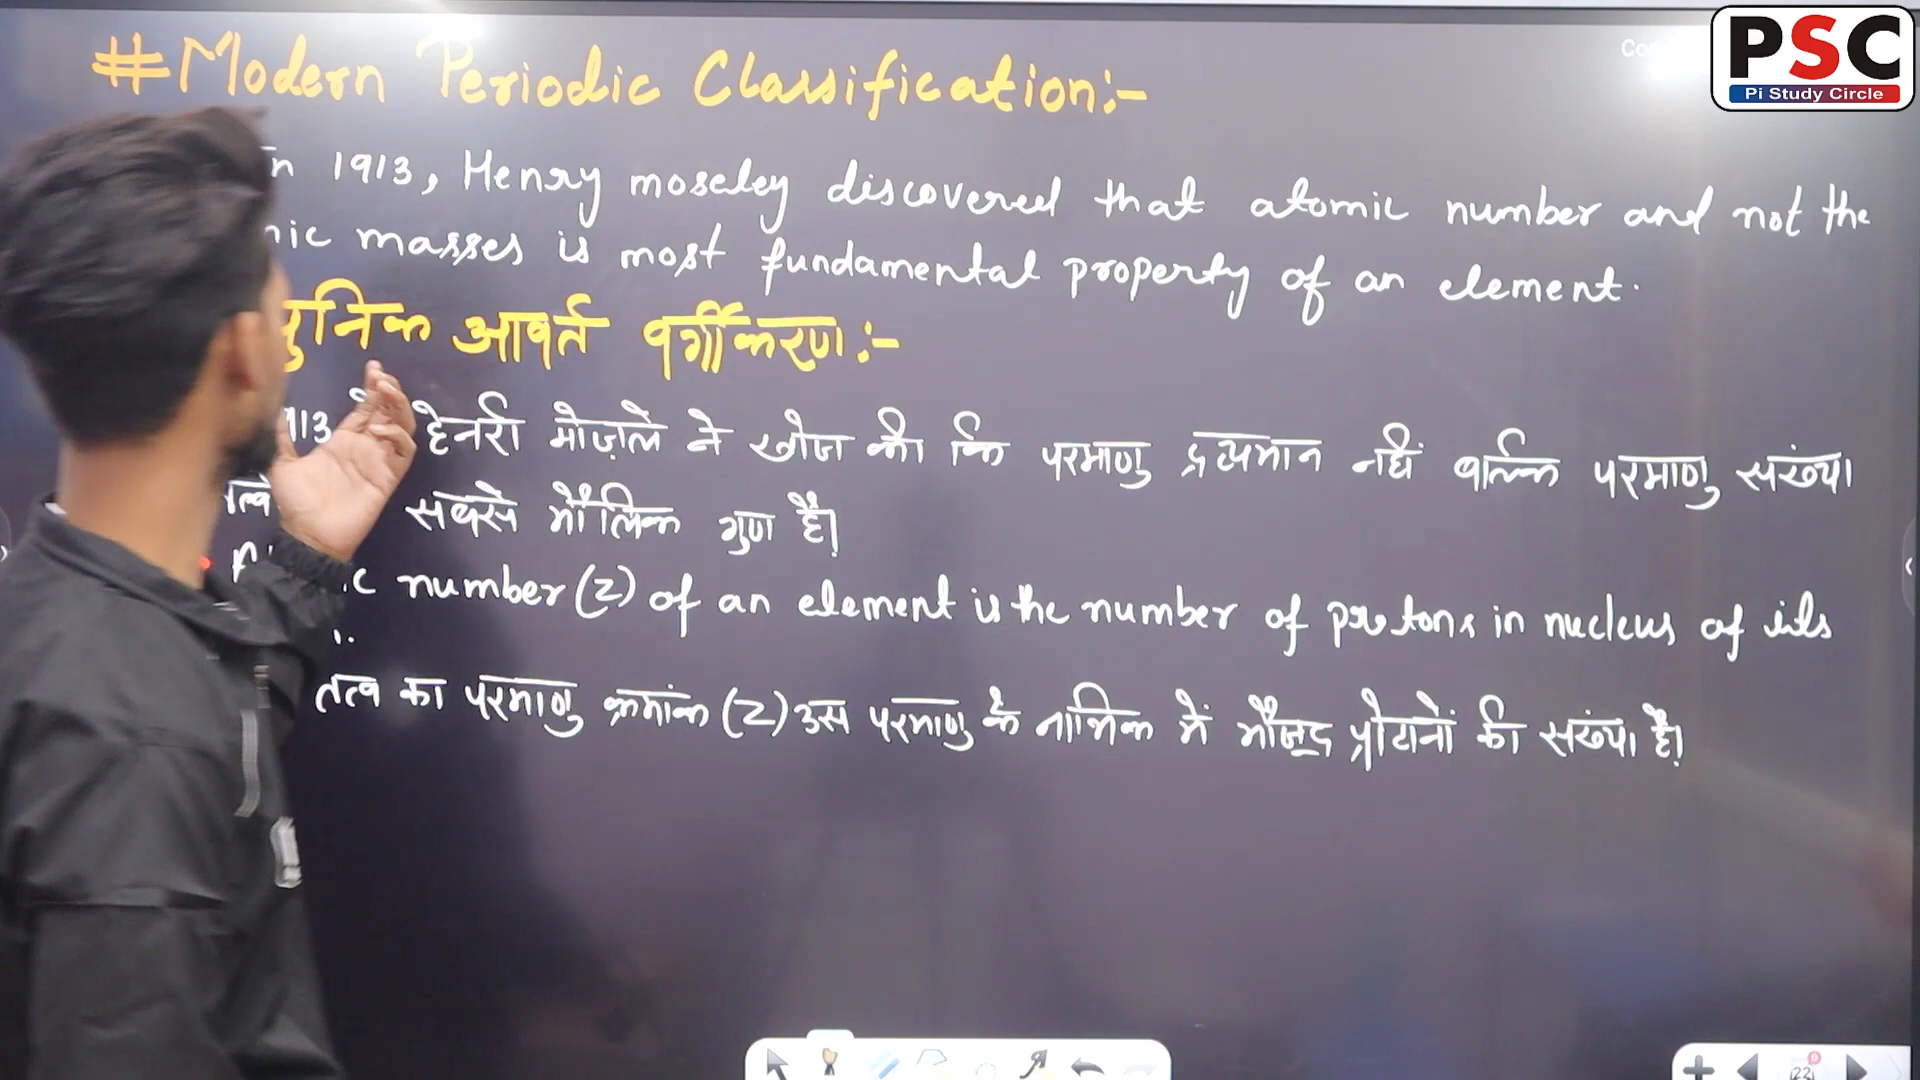 PSC
Pi Study Circle
# Modern Periodic Classification:-
1913, Henry moseley discovered that atomic number and not the
masses is most fundamental property of an element.
आवर्त वर्गीकरण:-
हेनरी मोज़ले ने खोज की कि परमाणु द्रव्यमान नहीं बल्कि परमाणु संख्या
सबसे मौलिक गुण है।
number (Z) of an element is the number of protons in nucleus of its
तत्व का परमाणु क्रमांक (Z) उस परमाणु के नाभिक में मौजूद प्रोटानों की संख्या है।
22